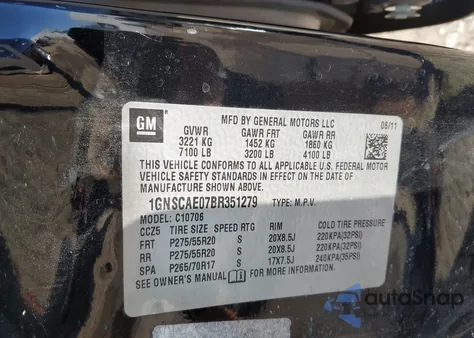 GM
MFD BY GENERAL MOTORS LLC
06/11
GVWR GAWR FRT GAWR RR
3221 KG 1452 KG 1860 KG
7100 LB 3200 LB 4100 LB
THIS VEHICLE CONFORMS TO ALL APPLICABLE U.S. FEDERAL MOTOR
VEHICLE SAFETY STANDARDS IN EFFECT ON THE DATE OF
MANUFACTURE SHOWN ABOVE.
1GNSCAE07BR351279 TYPE: M.P.V.
MODEL: C10706
CCZ5 TIRE SIZE SPEED RTG RIM COLD TIRE PRESSURE
FRT P275/55R20 S 20X8.5J 220KPA(32PSI)
RR P275/55R20 S 20X8.5J 220KPA(32PSI)
SPA P265/70R17 S 17X7.5J 240KPA(35PSI)
SEE OWNER'S MANUAL FOR ADDITIONAL INFORMATION.
autoSnap